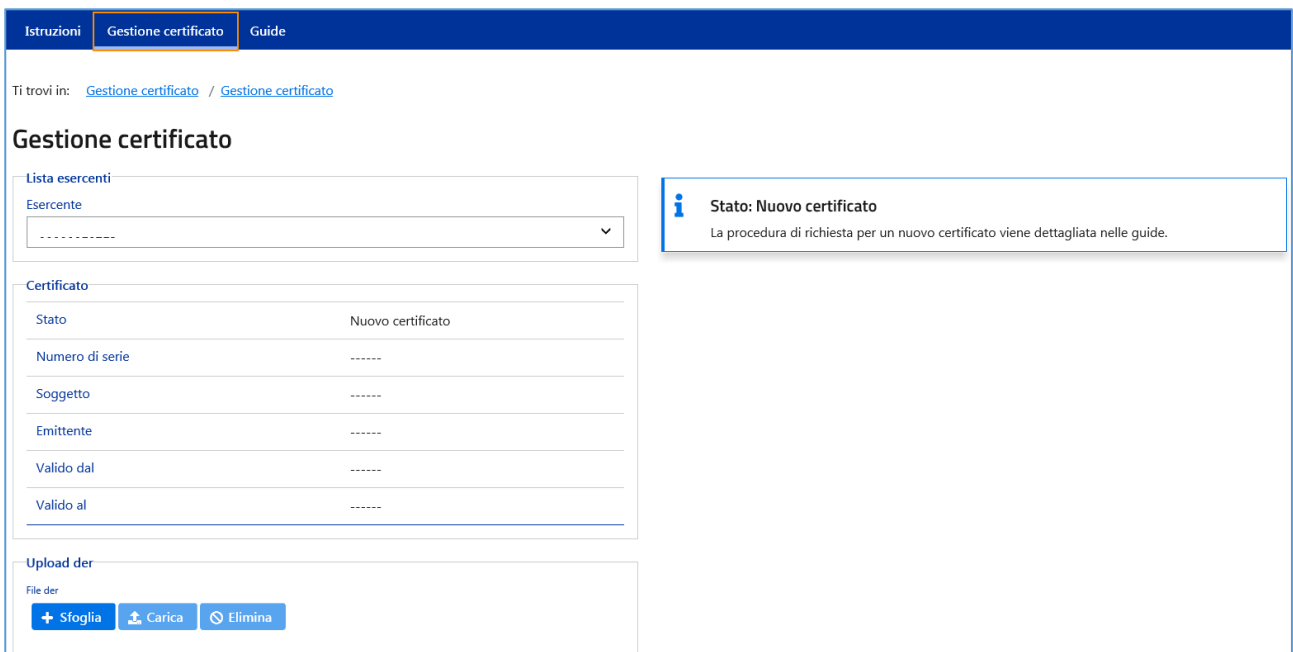 Istruzioni Gestione certificato Guide
Ti trovi in: Gestione certificato / Gestione certificato
Gestione certificato
Lista esercenti
Esercente
-----------
Stato: Nuovo certificato
La procedura di richiesta per un nuovo certificato viene dettagliata nelle guide.
Certificato
Stato Nuovo certificato
Numero di serie ------
Soggetto ------
Emittente ------
Valido dal ------
Valido al ------
Upload der
File der
Sfoglia Carica Elimina